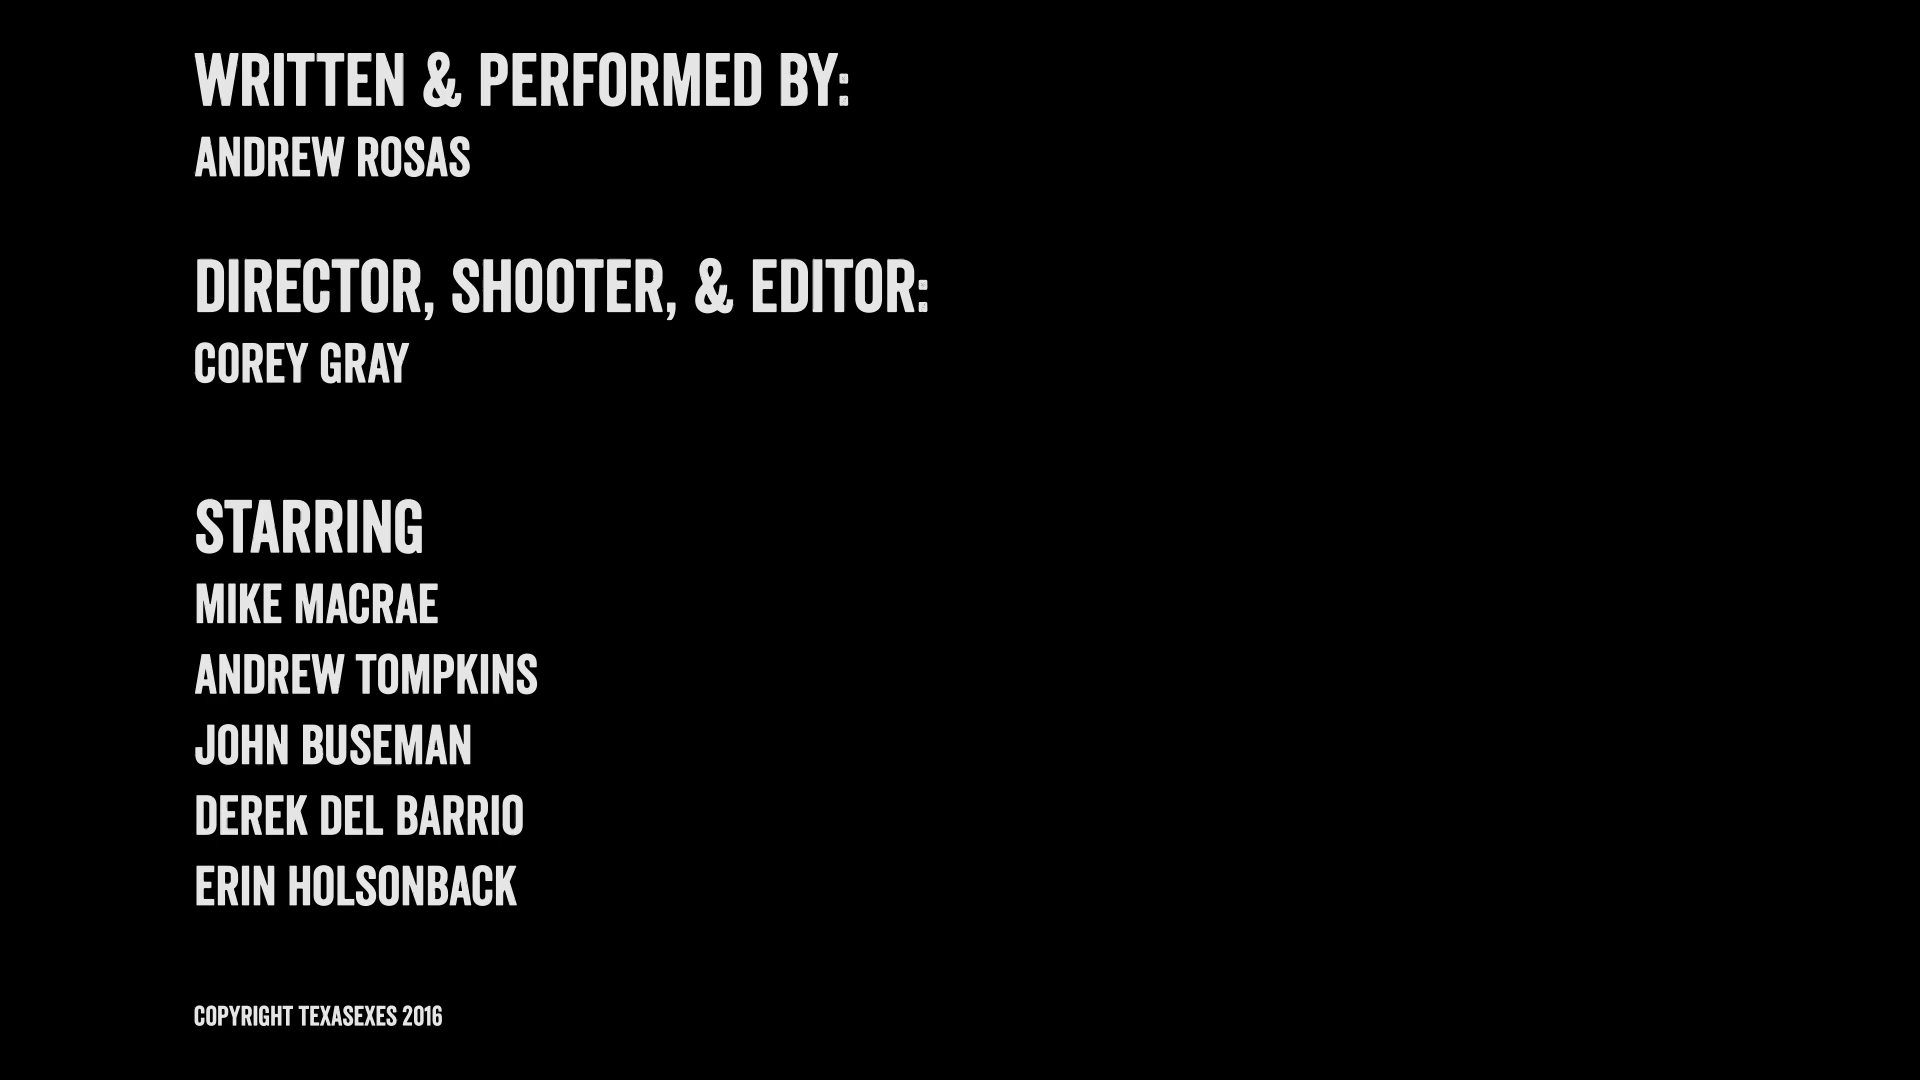 WRITTEN & PERFORMED BY:
ANDREW ROSAS
DIRECTOR, SHOOTER, & EDITOR:
COREY GRAY
STARRING
MIKE MACRAE
ANDREW TOMPKINS
JOHN BUSEMAN
DEREK DEL BARRIO
ERIN HOLSONBACK
COPYRIGHT TEXASEXES 2016